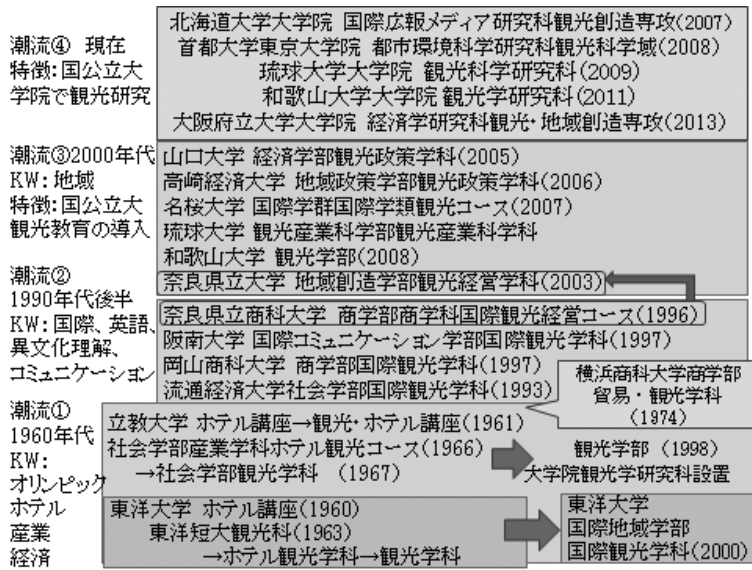 潮流④ 現在
特徴:国公立大
学院で観光研究
北海道大学大学院 国際広報メディア研究科観光創造専攻(2007)
首都大学東京大学院 都市環境科学研究科観光科学域(2008)
琉球大学大学院 観光科学研究科(2009)
和歌山大学大学院 観光学研究科(2011)
大阪府立大学大学院 経済学研究科観光・地域創造専攻(2013)
潮流③2000年代
KW:地域
特徴:国公立大
観光教育の導入
山口大学 経済学部観光政策学科(2005)
高崎経済大学 地域政策学部観光政策学科(2006)
名桜大学 国際学群国際学類観光コース(2007)
琉球大学 観光産業科学部観光産業科学科
和歌山大学 観光学部(2008)
奈良県立大学 地域創造学部観光経営学科(2003)
潮流②
1990年代後半
KW:国際、英語、
異文化理解、
コミュニケーション
奈良県立商科大学 商学部商学科国際観光経営コース(1996)
阪南大学 国際コミュニケーション学部国際観光学科(1997)
岡山商科大学 商学部国際観光学科(1997)
流通経済大学社会学部国際観光学科(1993)
横浜商科大学商学部
貿易・観光学科
(1974)
潮流①
1960年代
KW:
オリンピック
ホテル
産業
経済
立教大学 ホテル講座→観光・ホテル講座(1961)
社会学部産業学科ホテル観光コース(1966)
→社会学部観光学科 (1967)
観光学部 (1998)
大学院観光学研究科設置
東洋大学 ホテル講座(1960)
東洋短大観光科(1963)
→ホテル観光学科→観光学科
東洋大学
国際地域学部
国際観光学科(2000)